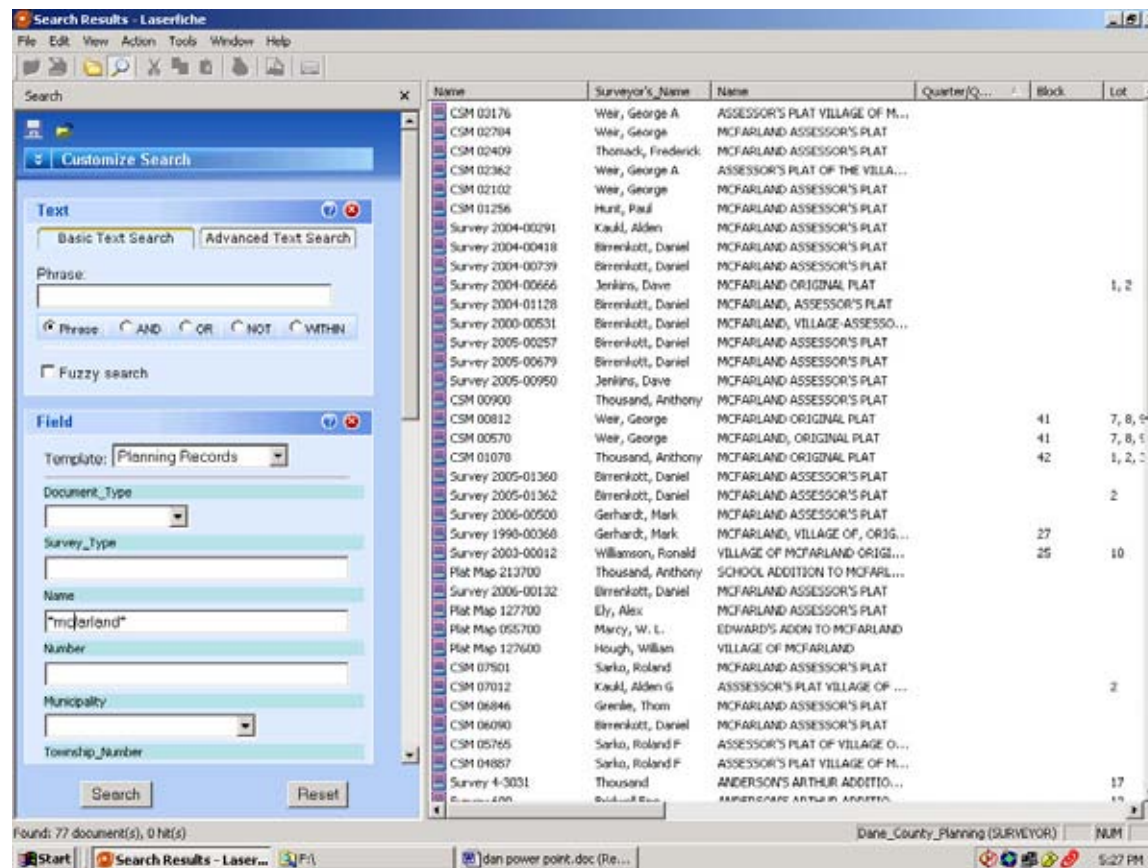 Search Results - Laserfiche
File Edit View Action Tools Window Help
Search
Customize Search
Text
Basic Text Search Advanced Text Search
Phrase:
Phrase AND OR NOT WITHIN
Fuzzy search
Field
Template: Planning Records
Document_Type
Survey_Type
Name
*mcfarland*
Number
Municipality
Township_Number
Search Reset
Name Surveyor's_Name Name Quarter/Q... Block Lot
CSM 03176 Weir, George A ASSESSOR'S PLAT VILLAGE OF M...
CSM 02784 Weir, George MCFARLAND ASSESSOR'S PLAT
CSM 02409 Thomack, Frederick MCFARLAND ASSESSOR'S PLAT
CSM 02362 Weir, George A ASSESSOR'S PLAT OF THE VILLA...
CSM 02102 Weir, George MCFARLAND ASSESSOR'S PLAT
CSM 01256 Hunt, Paul MCFARLAND ASSESSOR'S PLAT
Survey 2004-00291 Kaukl, Alden MCFARLAND ASSESSOR'S PLAT
Survey 2004-00418 Birrenkott, Daniel MCFARLAND ASSESSOR'S PLAT
Survey 2004-00739 Birrenkott, Daniel MCFARLAND ASSESSOR'S PLAT
Survey 2004-00666 Jenkins, Dave MCFARLAND ORIGINAL PLAT 1, 2
Survey 2004-01128 Birrenkott, Daniel MCFARLAND, ASSESSOR'S PLAT
Survey 2000-00531 Birrenkott, Daniel MCFARLAND, VILLAGE-ASSESSO...
Survey 2005-00257 Birrenkott, Daniel MCFARLAND ASSESSOR'S PLAT
Survey 2005-00679 Birrenkott, Daniel MCFARLAND ASSESSOR'S PLAT
Survey 2005-00950 Jenkins, Dave MCFARLAND ASSESSOR'S PLAT
CSM 00900 Thousand, Anthony MCFARLAND ASSESSOR'S PLAT
CSM 00812 Weir, George MCFARLAND ORIGINAL PLAT 41 7, 8, 9
CSM 00570 Weir, George MCFARLAND, ORIGINAL PLAT 41 7, 8,
CSM 01078 Thousand, Anthony MCFARLAND ORIGINAL PLAT 42 1, 2,
Survey 2005-01360 Birrenkott, Daniel MCFARLAND ASSESSOR'S PLAT
Survey 2005-01362 Birrenkott, Daniel MCFARLAND ASSESSOR'S PLAT 2
Survey 2006-00500 Gerhardt, Mark MCFARLAND ASSESSOR'S PLAT
Survey 1998-00368 Gerhardt, Mark MCFARLAND, VILLAGE OF, ORIG... 27
Survey 2003-00012 Williamson, Ronald VILLAGE OF MCFARLAND ORIGI... 25 10
Plat Map 213700 Thousand, Anthony SCHOOL ADDITION TO MCFARL...
Survey 2006-00132 Birrenkott, Daniel MCFARLAND ASSESSOR'S PLAT
Plat Map 127700 Ely, Alex MCFARLAND ASSESSOR'S PLAT
Plat Map 055700 Marcy, W. L. EDWARD'S ADDN TO MCFARLAND
Plat Map 127600 Hough, William VILLAGE OF MCFARLAND
CSM 07501 Sarko, Roland MCFARLAND ASSESSOR'S PLAT
CSM 07012 Kaukl, Alden G ASSSESSOR'S PLAT VILLAGE OF ... 2
CSM 06846 Grenlie, Thom MCFARLAND ASSESSOR'S PLAT
CSM 06090 Birrenkott, Daniel MCFARLAND ASSESSOR'S PLAT
CSM 05765 Sarko, Roland F ASSESSOR'S PLAT OF VILLAGE O...
CSM 04887 Sarko, Roland F ASSESSOR'S PLAT VILLAGE OF M...
Survey 4-3031 Thousand ANDERSON'S ARTHUR ADDITIO... 17
Found: 77 document(s), 0 hit(s) Dane_County_Planning (SURVEYOR) NUM
Start Search Results - Laser... F:\ dan power point.doc (Re... 5:27 PM